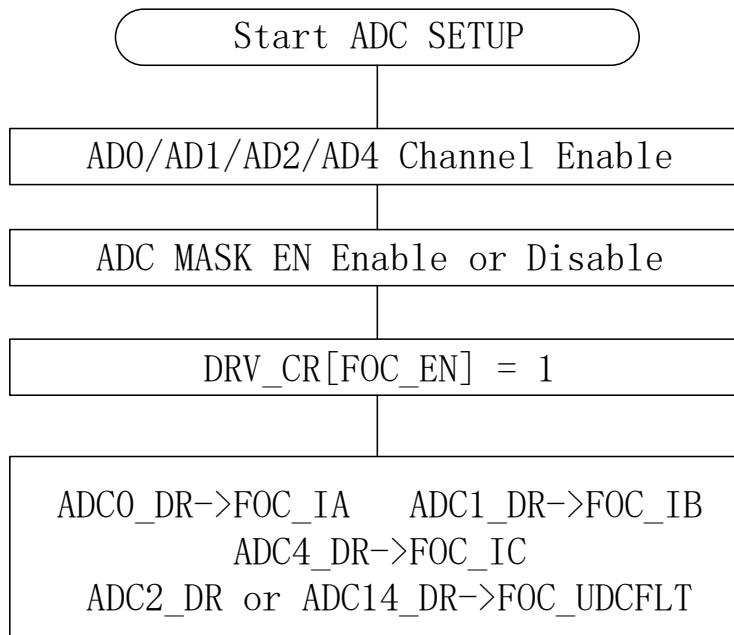 Start ADC SETUP
AD0/AD1/AD2/AD4 Channel Enable
ADC MASK EN Enable or Disable
DRV_CR[FOC_EN] = 1
ADC0_DR->FOC_IA ADC1_DR->FOC_IB
ADC4_DR->FOC_IC
ADC2_DR or ADC14_DR->FOC_UDCFLT